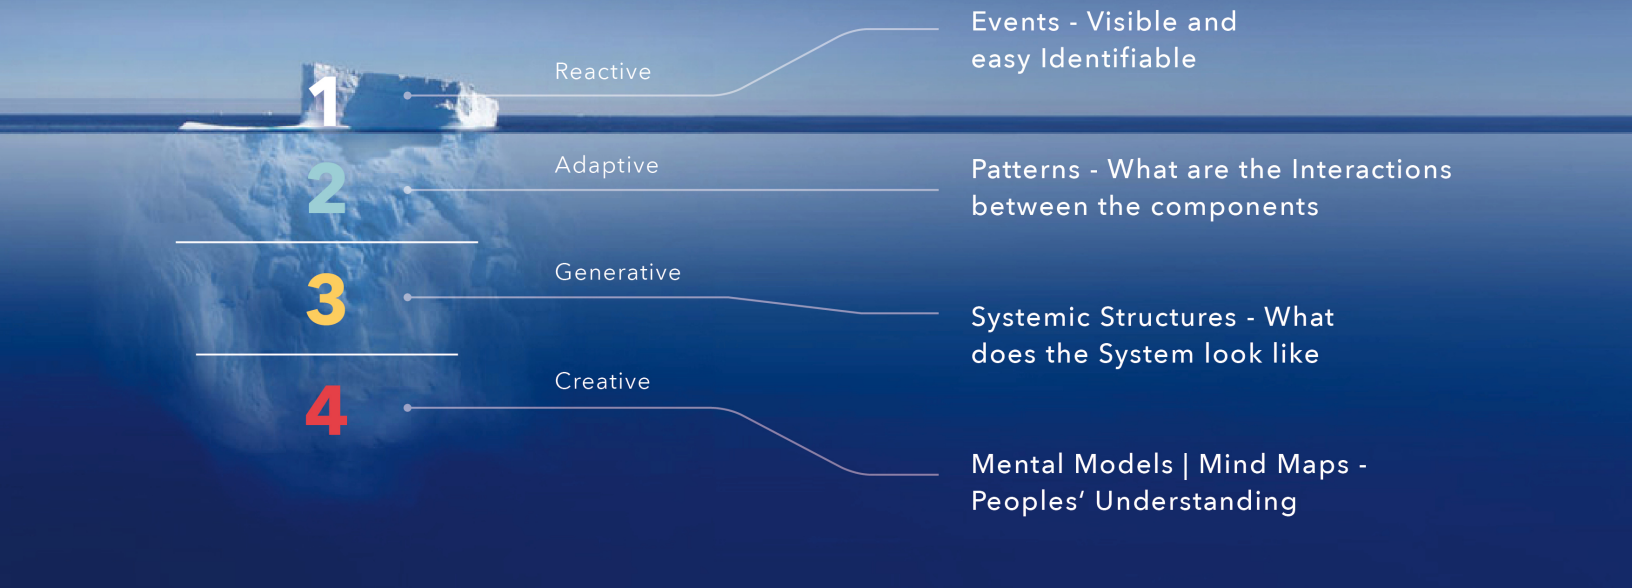 Events - Visible and
easy Identifiable
Reactive
1
Adaptive
2
Patterns - What are the Interactions
between the components
Generative
3
Systemic Structures - What
does the System look like
Creative
4
Mental Models | Mind Maps -
Peoples’ Understanding